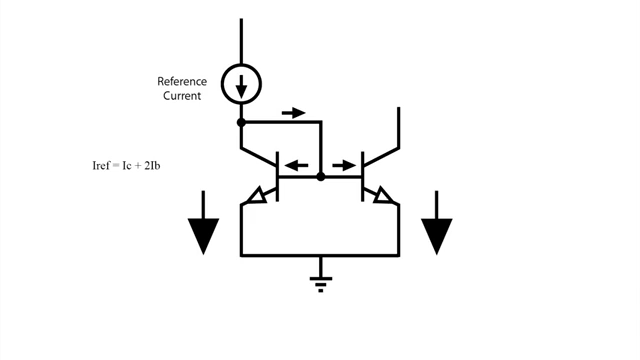 Reference
Current
Iref = Ic + 2Ib